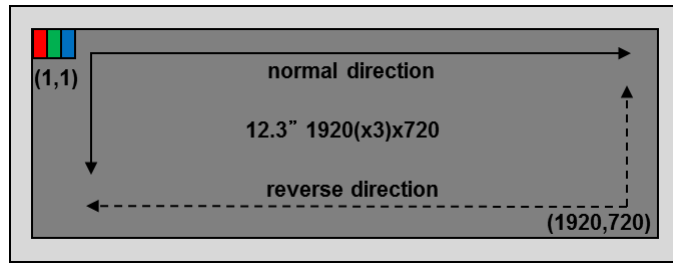 (1,1)
normal direction
12.3” 1920(x3)x720
reverse direction
(1920,720)